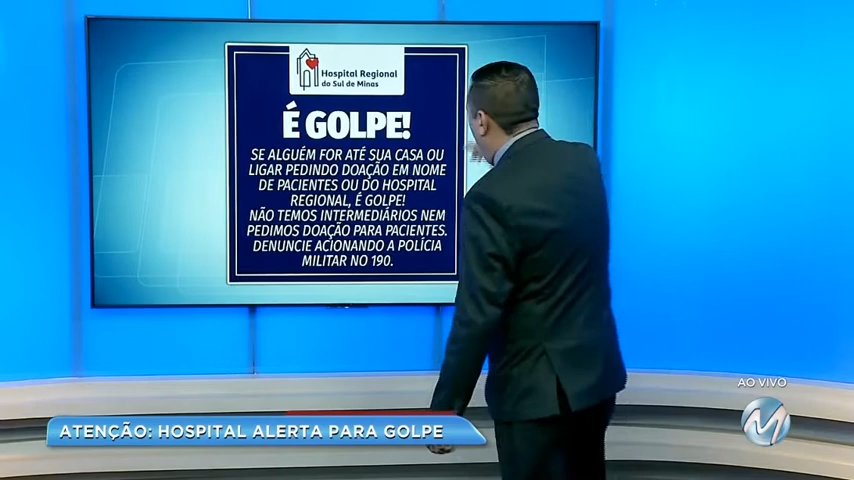 Hospital Regional
do Sul de Minas
É GOLPE!
SE ALGUÉM FOR ATÉ SUA CASA OU
LIGAR PEDINDO DOAÇÃO EM NOME
DE PACIENTES OU DO HOSPITAL
REGIONAL, É GOLPE!
NÃO TEMOS INTERMEDIÁRIOS NEM
PEDIMOS DOAÇÃO PARA PACIENTES.
DENUNCIE ACIONANDO A POLÍCIA
MILITAR NO 190.
AO VIVO
M
ATENÇÃO: HOSPITAL ALERTA PARA GOLPE